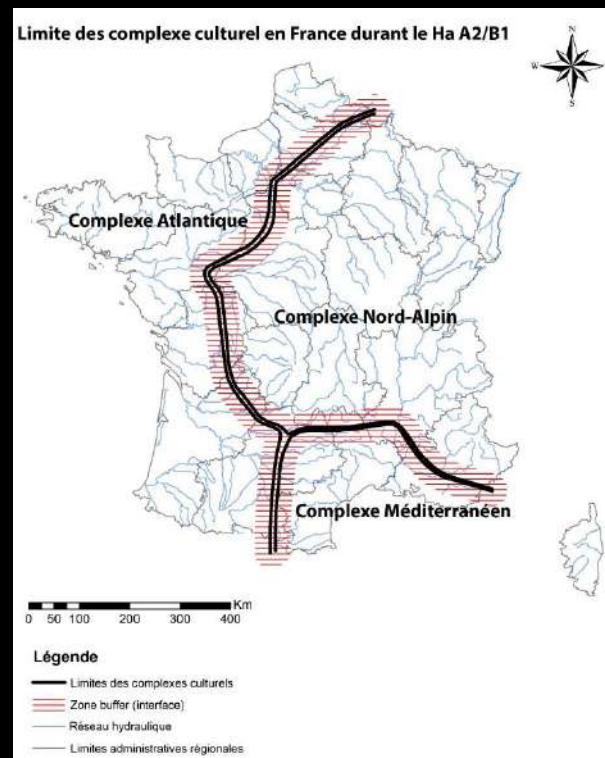 Limite des complexe culturel en France durant le Ha A2/B1
N
W E
S
Complexe Atlantique
Complexe Nord-Alpin
Complexe Méditerranéen
Km
0 50 100 200 300 400
Légende
Limites des complexes culturels
Zone buffer (interface)
Réseau hydraulique
Limites administratives régionales